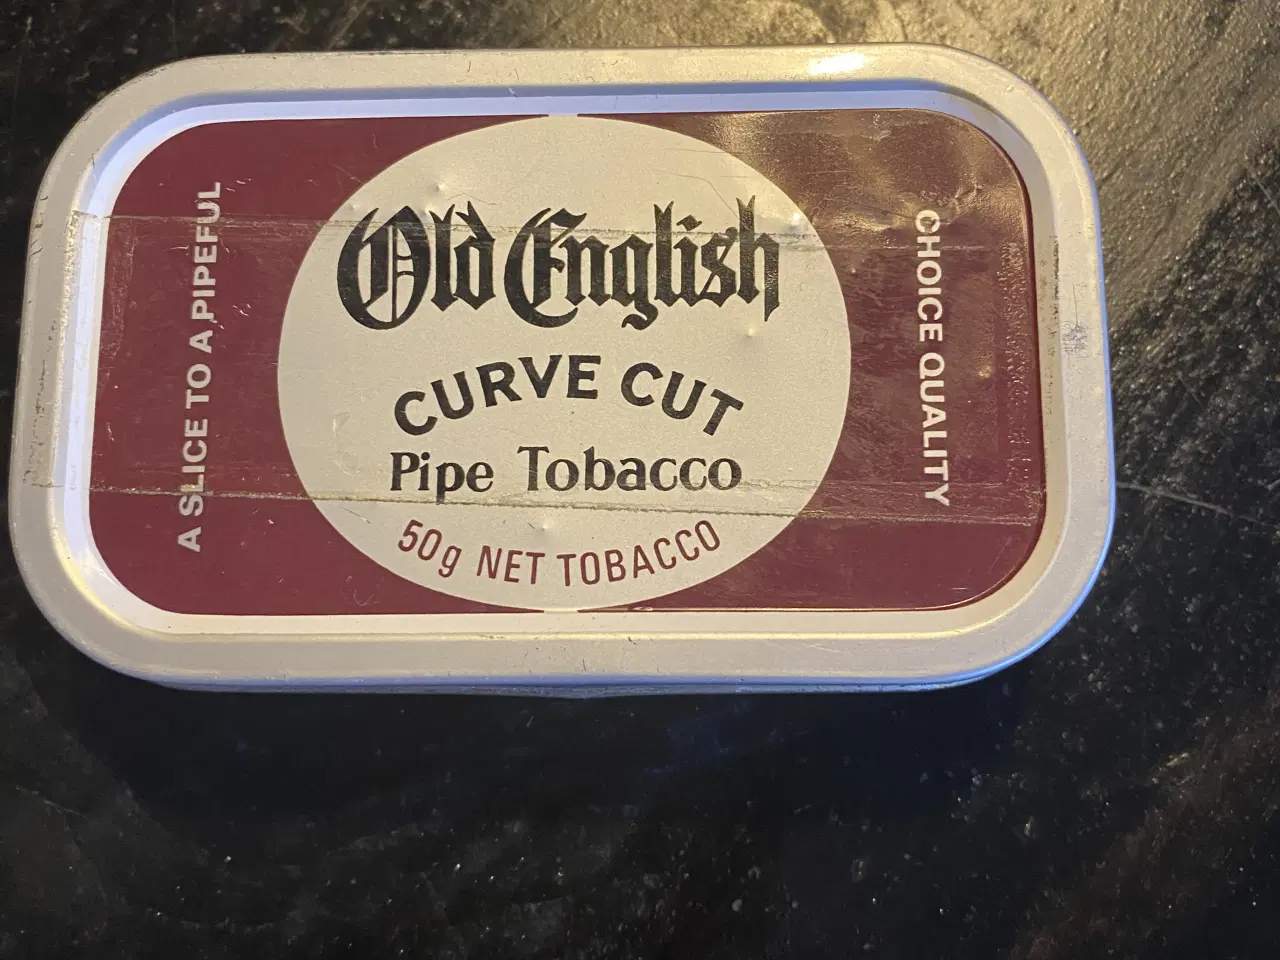 A SLICE TO A PIPEFUL
Old English
CURVE CUT
Pipe Tobacco
50g NET TOBACCO
CHOICE QUALITY